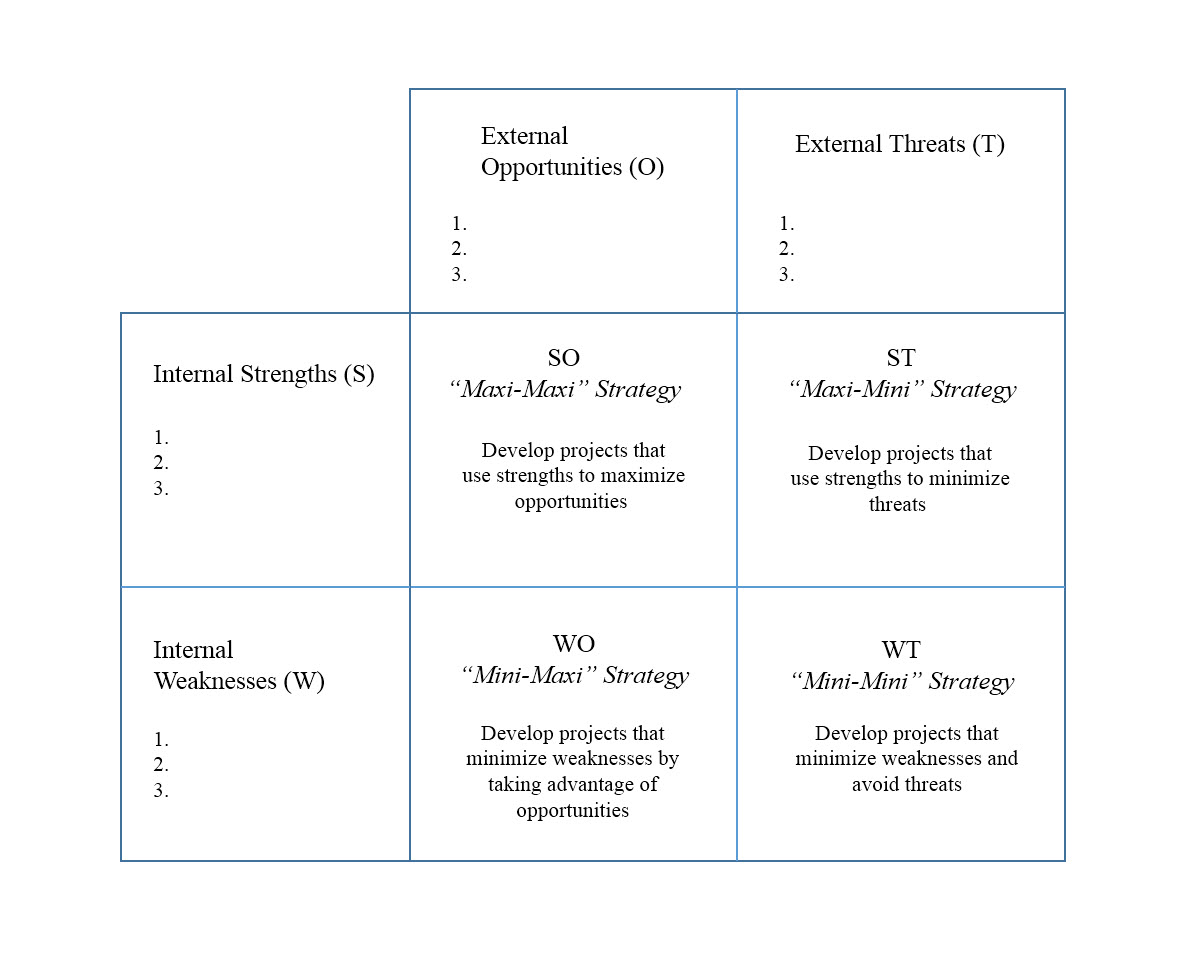 External
Opportunities (O)
1.
2.
3.
External Threats (T)
1.
2.
3.
Internal Strengths (S)
1.
2.
3.
SO
“Maxi-Maxi” Strategy
Develop projects that
use strengths to maximize
opportunities
ST
“Maxi-Mini” Strategy
Develop projects that
use strengths to minimize
threats
Internal
Weaknesses (W)
1.
2.
3.
WO
“Mini-Maxi” Strategy
Develop projects that
minimize weaknesses by
taking advantage of
opportunities
WT
“Mini-Mini” Strategy
Develop projects that
minimize weaknesses and
avoid threats